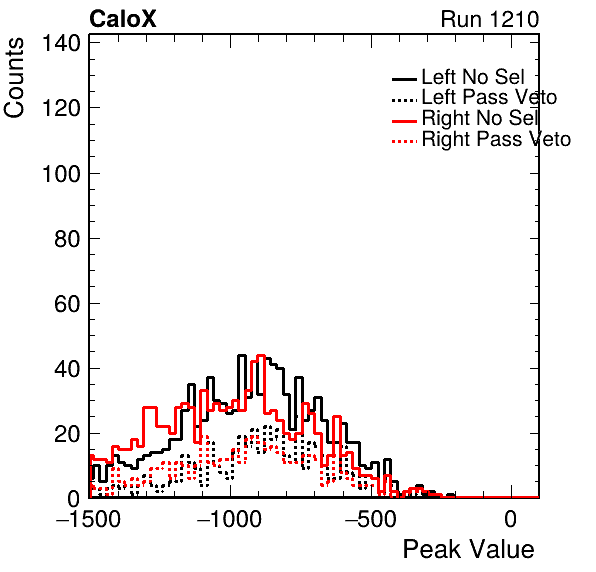 CaloX Run 1210
Counts
140
120
100
80
60
40
20
0
Left No Sel
Left Pass Veto
Right No Sel
Right Pass Veto
−1500 −1000 −500 0
Peak Value